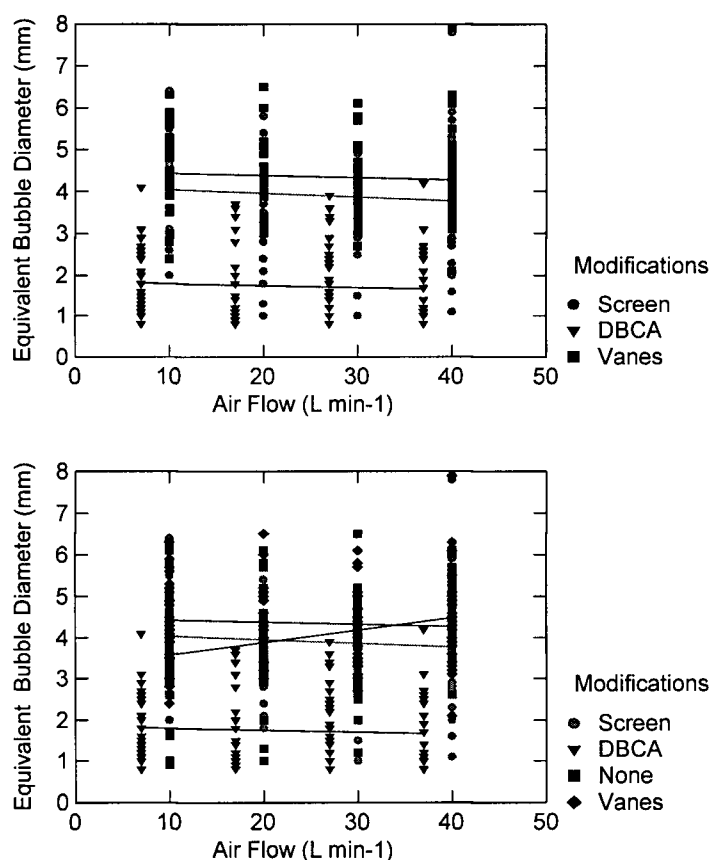 8
7
6
5
4
3
2
1
0
Equivalent Bubble Diameter (mm)
0
10
20
30
40
50
Air Flow (L min-1)
Modifications
Screen
DBCA
Vanes
8
7
6
5
4
3
2
1
0
Equivalent Bubble Diameter (mm)
0
10
20
30
40
50
Air Flow (L min-1)
Modifications
Screen
DBCA
None
Vanes